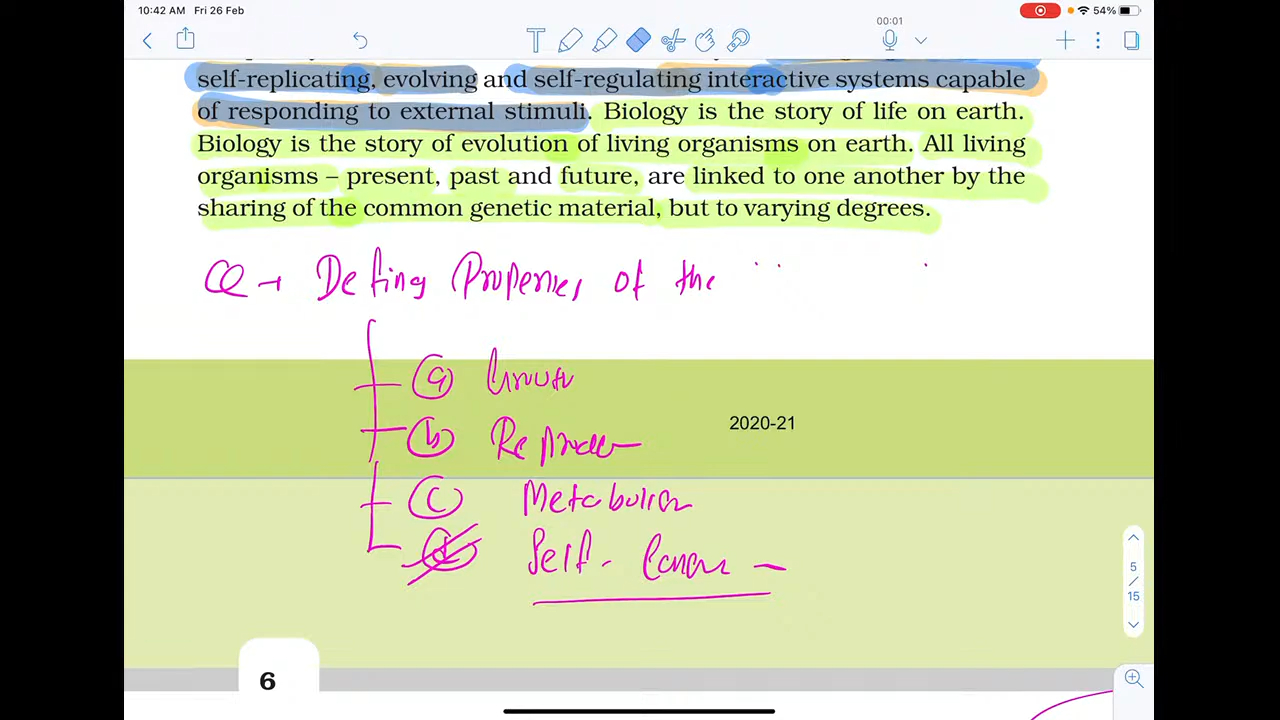 10:42 AM Fri 26 Feb
54%
00:01
self-replicating, evolving and self-regulating interactive systems capable
of responding to external stimuli. Biology is the story of life on earth.
Biology is the story of evolution of living organisms on earth. All living
organisms – present, past and future, are linked to one another by the
sharing of the common genetic material, but to varying degrees.
Defing Properties of the
(a)
2020-21
(b)
(c) Metabolism
(d) Self-
5
/
15
6